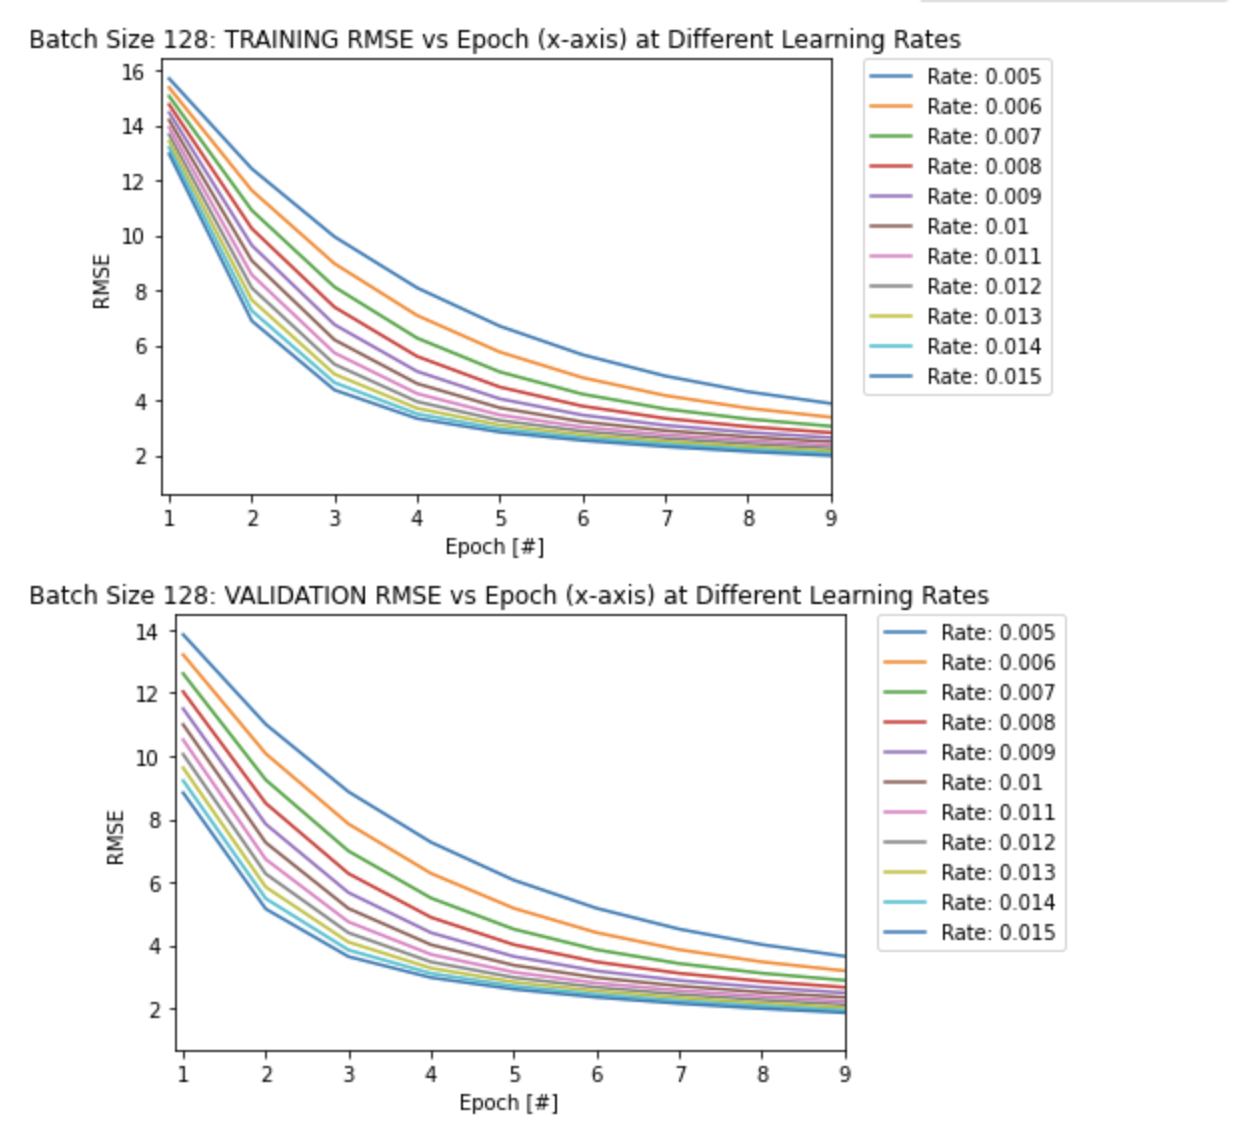 Batch Size 128: TRAINING RMSE vs Epoch (x-axis) at Different Learning Rates
16
14
12
10
8
6
4
2
RMSE
1 2 3 4 5 6 7 8 9
Epoch [#]
Rate: 0.005
Rate: 0.006
Rate: 0.007
Rate: 0.008
Rate: 0.009
Rate: 0.01
Rate: 0.011
Rate: 0.012
Rate: 0.013
Rate: 0.014
Rate: 0.015
Batch Size 128: VALIDATION RMSE vs Epoch (x-axis) at Different Learning Rates
14
12
10
8
6
4
2
RMSE
1 2 3 4 5 6 7 8 9
Epoch [#]
Rate: 0.005
Rate: 0.006
Rate: 0.007
Rate: 0.008
Rate: 0.009
Rate: 0.01
Rate: 0.011
Rate: 0.012
Rate: 0.013
Rate: 0.014
Rate: 0.015